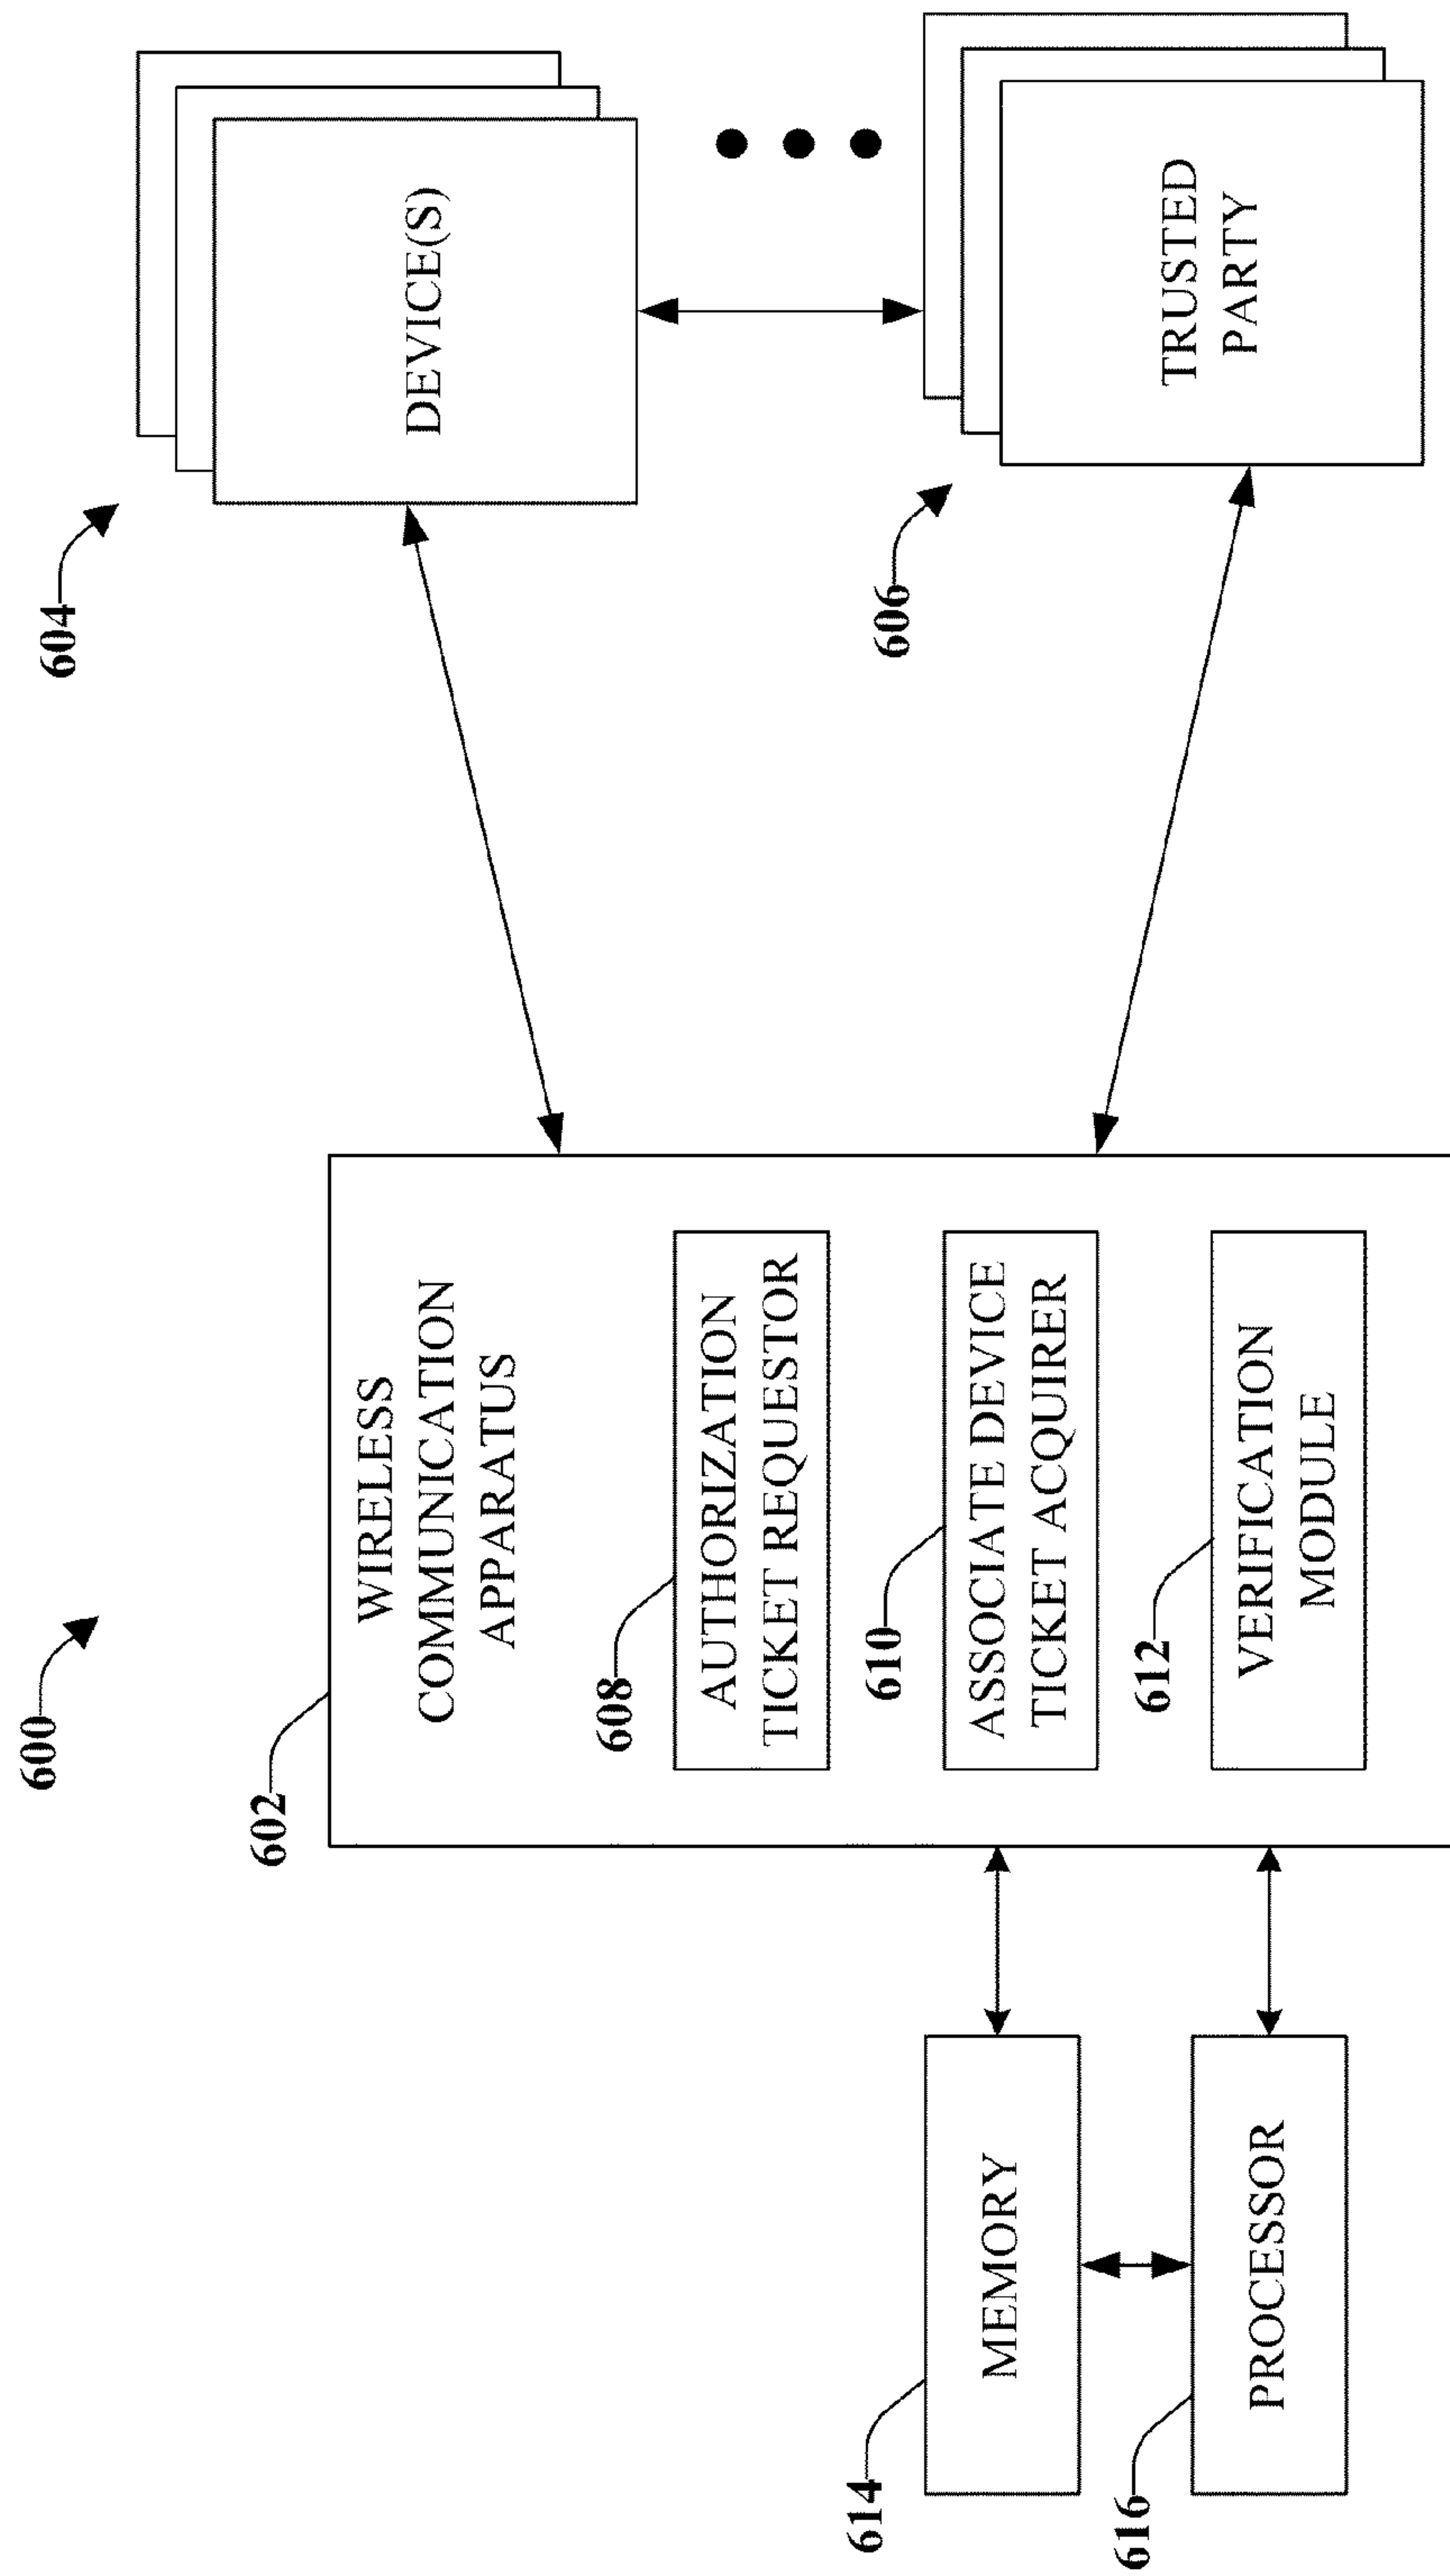 600
602
WIRELESS
COMMUNICATION
APPARATUS
604
DEVICE(S)
608
AUTHORIZATION
TICKET REQUESTOR
614
MEMORY
610
ASSOCIATE DEVICE
TICKET ACQUIRER
606
TRUSTED
PARTY
616
PROCESSOR
612
VERIFICATION
MODULE